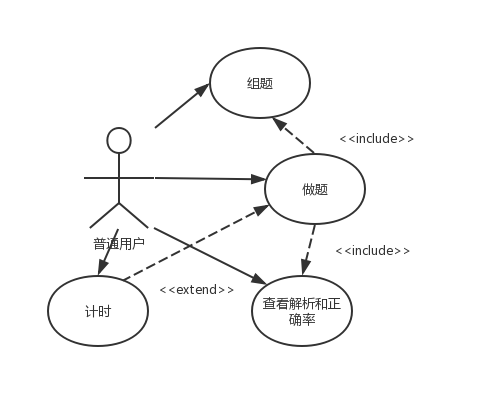 组题
<<include>>
做题
普通用户
<<include>>
<<extend>>
计时
查看解析和正
确率